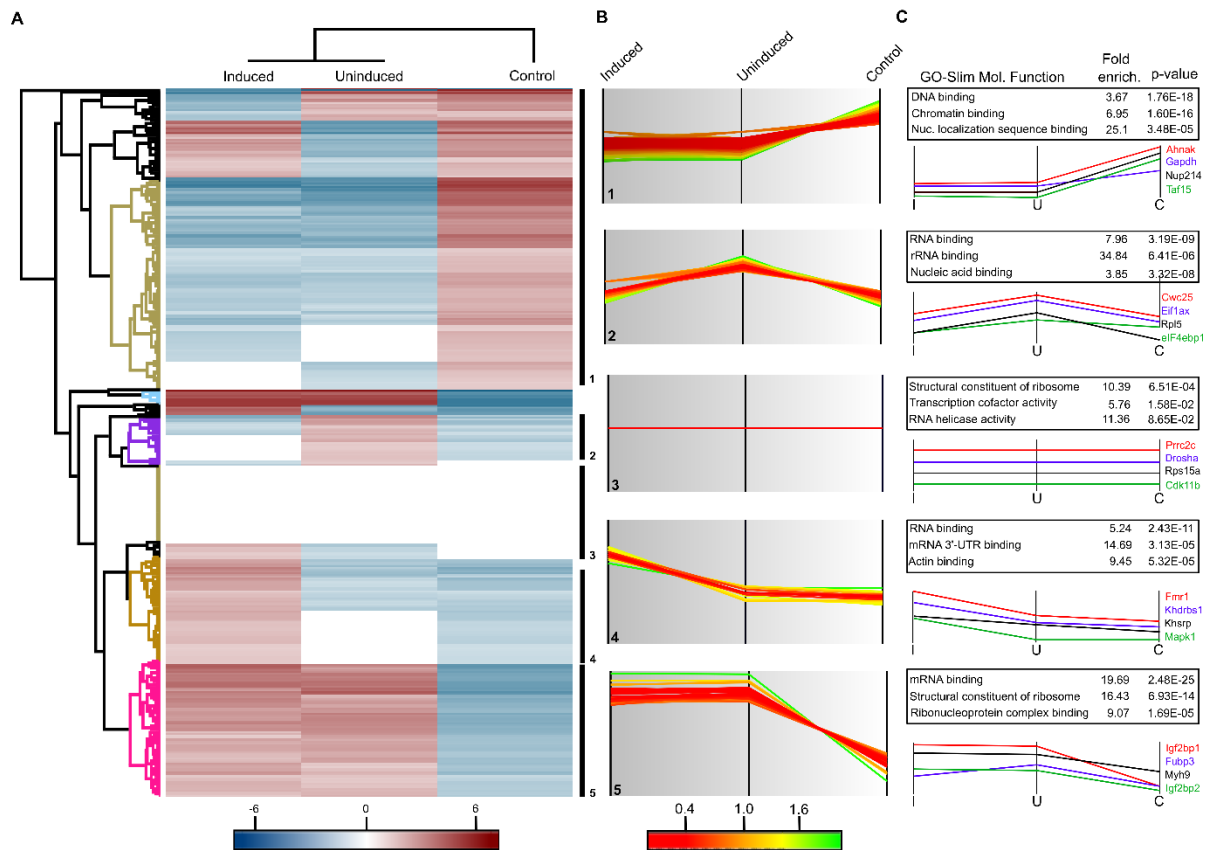 A
Induced
Uninduced
Control
1
2
3
4
5
-6
0
6
B
Induced
Uninduced
Control
1
2
3
4
5
0.4
1.0
1.6
C
GO-Slim Mol. Function Fold enrich. p-value
DNA binding 3.67 1.76E-18
Chromatin binding 6.95 1.60E-16
Nuc. localization sequence binding 25.1 3.48E-05
Ahnak
Gapdh
Nup214
Taf15
I U C
RNA binding 7.96 3.19E-09
rRNA binding 34.84 6.41E-06
Nucleic acid binding 3.85 3.32E-08
Cwc25
Eif1ax
Rpl5
eIF4ebp1
I U C
Structural constituent of ribosome 10.39 6.51E-04
Transcription cofactor activity 5.76 1.58E-02
RNA helicase activity 11.36 8.65E-02
Prrc2c
Drosha
Rps15a
Cdk11b
I U C
RNA binding 5.24 2.43E-11
mRNA 3'-UTR binding 14.69 3.13E-05
Actin binding 9.45 5.32E-05
Fmr1
Khdrbs1
Khsrp
Mapk1
I U C
mRNA binding 19.69 2.48E-25
Structural constituent of ribosome 16.43 6.93E-14
Ribonucleoprotein complex binding 9.07 1.69E-05
Igf2bp1
Fubp3
Myh9
Igf2bp2
I U C